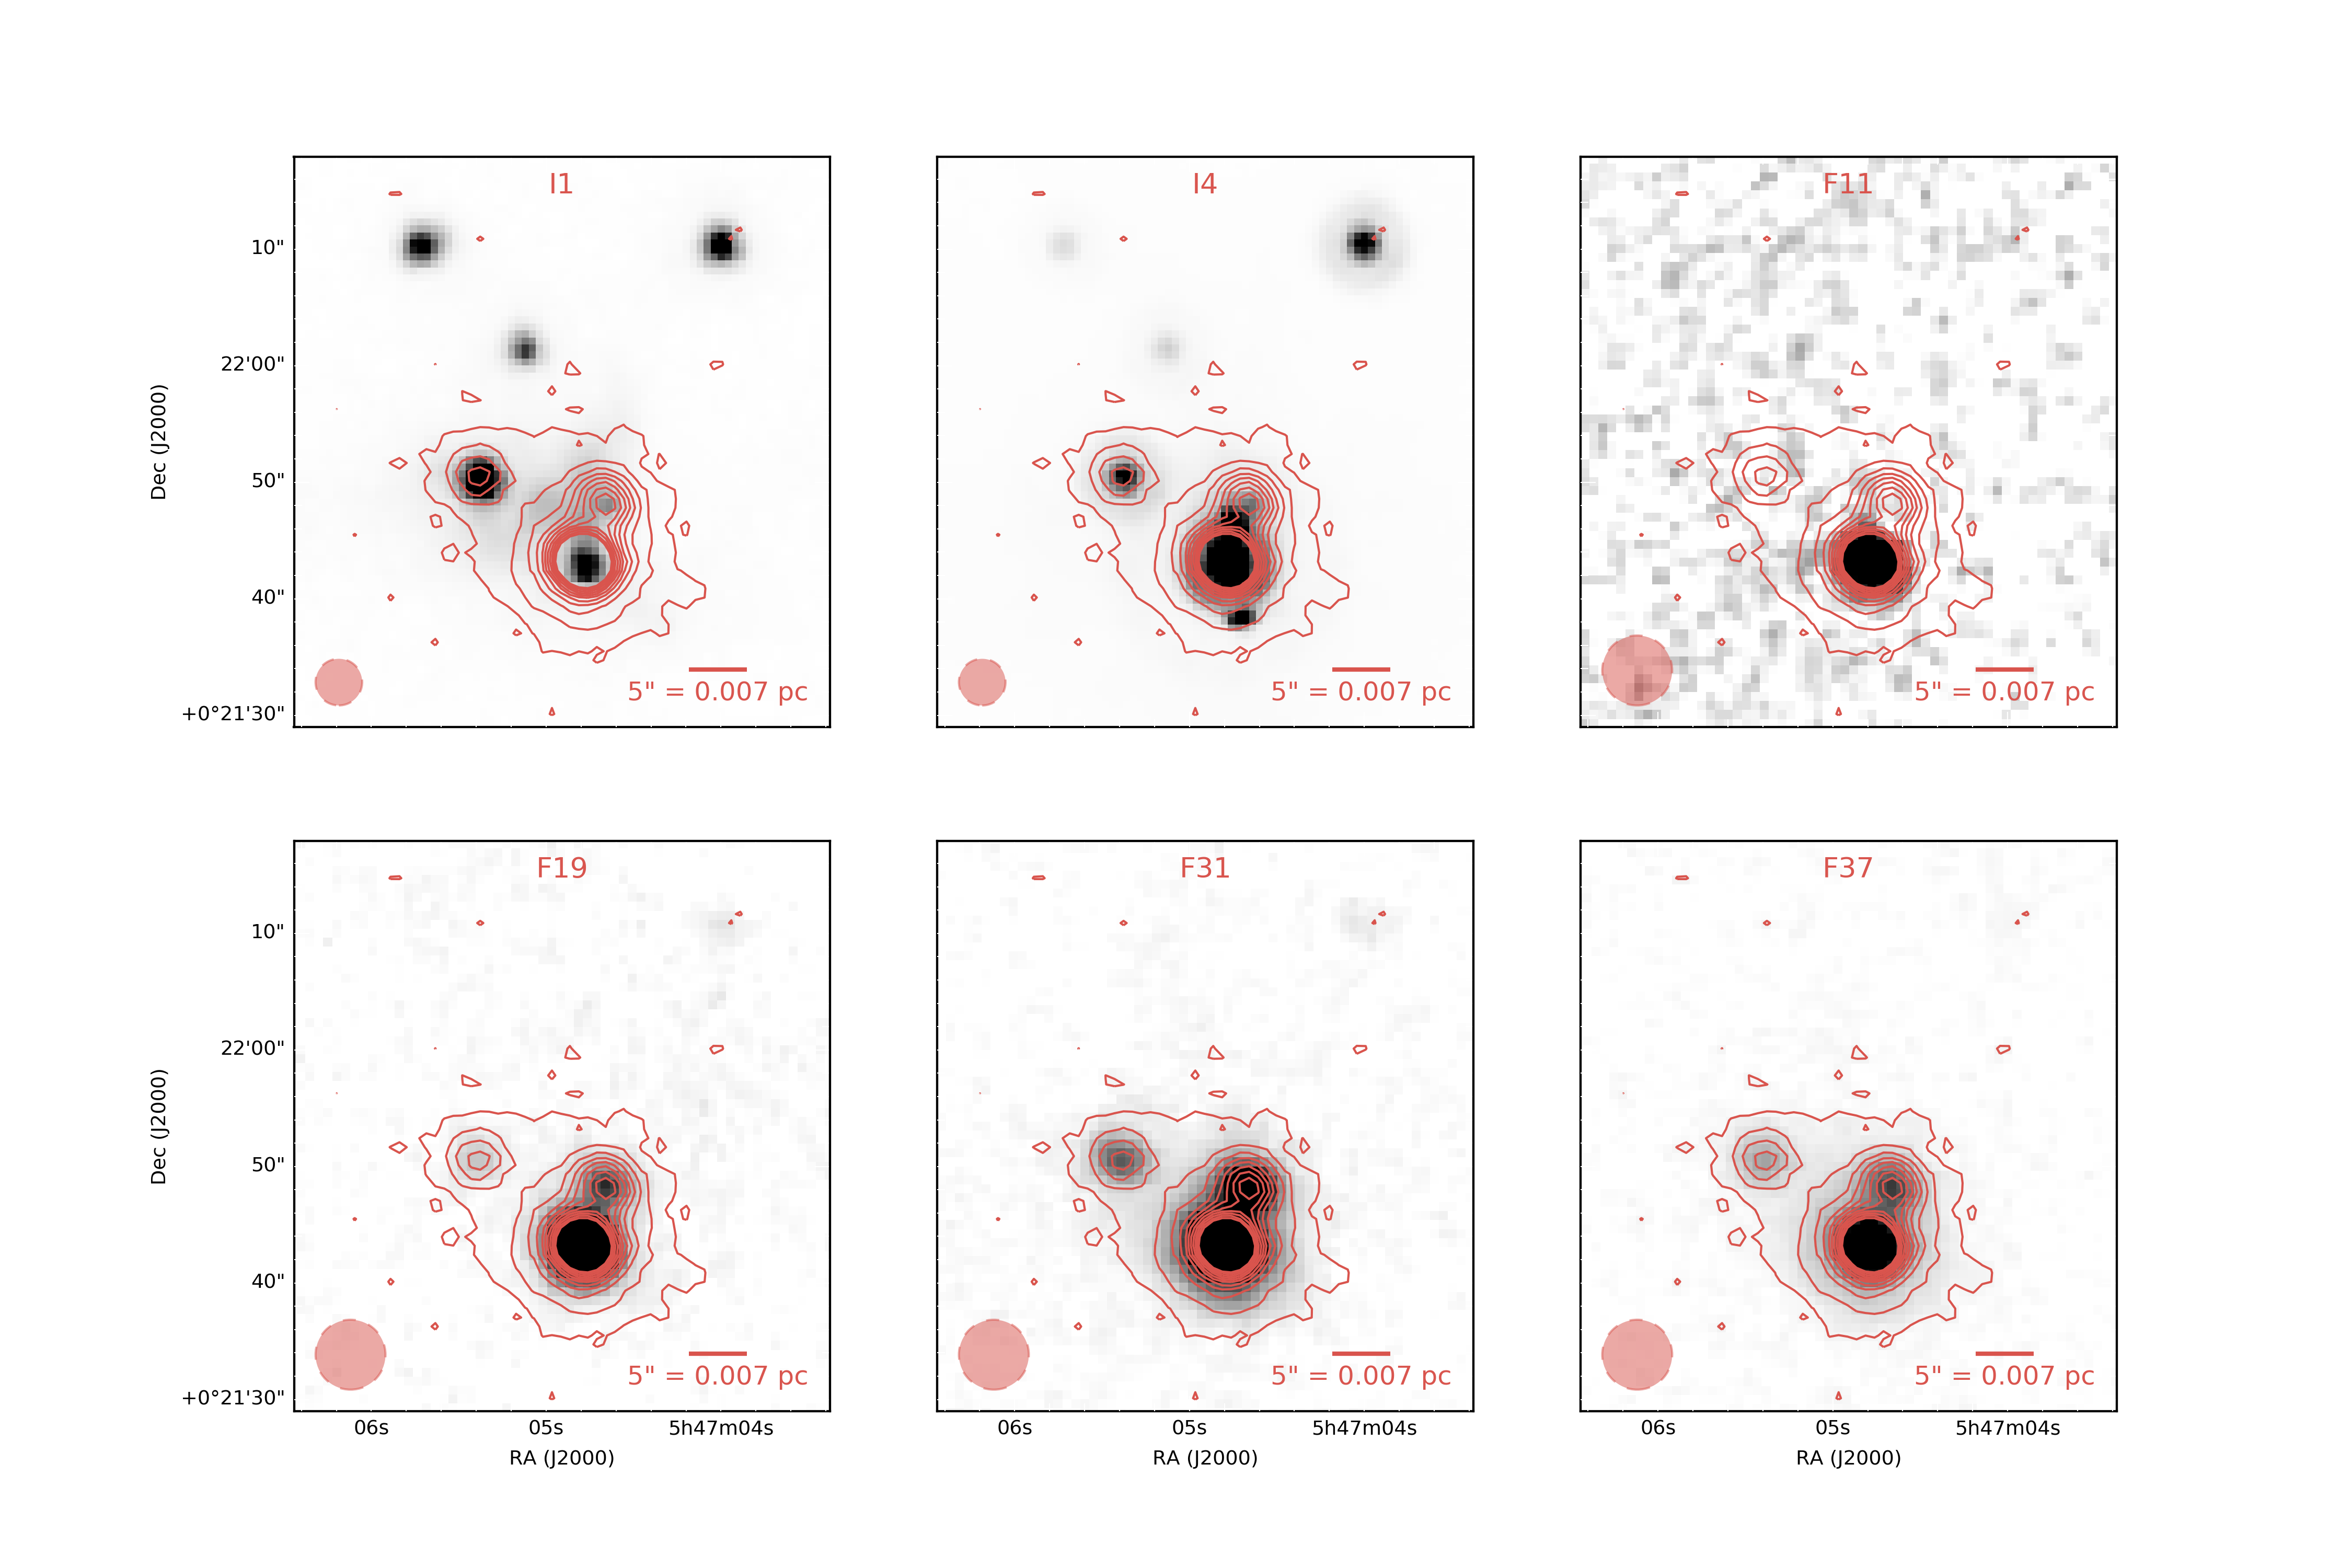 I1
I4
F11
Dec (J2000)
10"
22'00"
50"
40"
+0°21'30"
5" = 0.007 pc
5" = 0.007 pc
5" = 0.007 pc
F19
F31
F37
Dec (J2000)
10"
22'00"
50"
40"
+0°21'30"
5" = 0.007 pc
5" = 0.007 pc
5" = 0.007 pc
06s 05s 5h47m04s
06s 05s 5h47m04s
06s 05s 5h47m04s
RA (J2000)
RA (J2000)
RA (J2000)